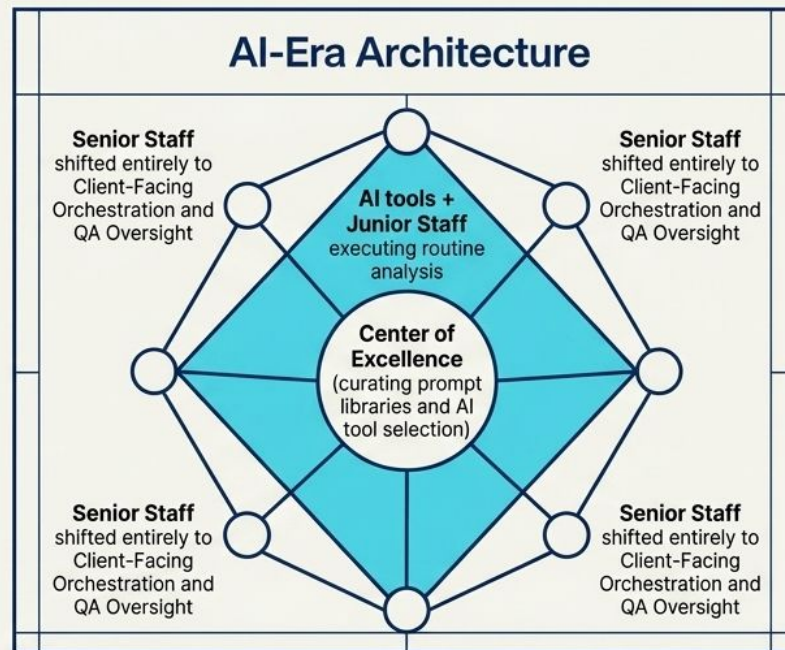 AI-Era Architecture
Senior Staff
shifted entirely to
Client-Facing
Orchestration and
QA Oversight
Senior Staff
shifted entirely to
Client-Facing
Orchestration and
QA Oversight
AI tools +
Junior Staff
executing routine
analysis
Center of
Excellence
(curating prompt
libraries and AI
tool selection)
Senior Staff
shifted entirely to
Client-Facing
Orchestration and
QA Oversight
Senior Staff
shifted entirely to
Client-Facing
Orchestration and
QA Oversight